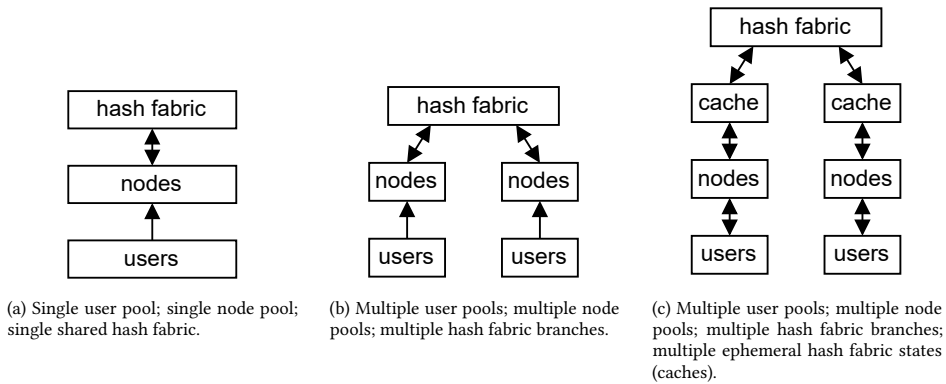 hash fabric
nodes
users
(a) Single user pool; single node pool;
single shared hash fabric.
hash fabric
nodes nodes
users users
(b) Multiple user pools; multiple node
pools; multiple hash fabric branches.
hash fabric
cache cache
nodes nodes
users users
(c) Multiple user pools; multiple node
pools; multiple hash fabric branches;
multiple ephemeral hash fabric states
(caches).